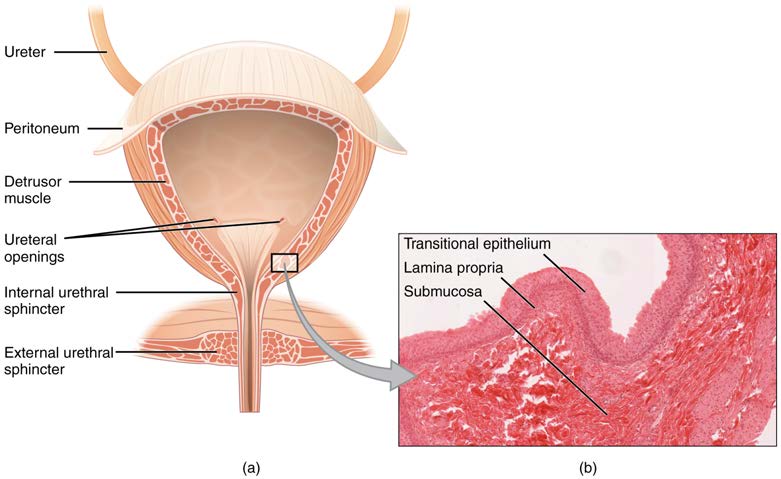 Ureter
Peritoneum
Detrusor
muscle
Ureteral
openings
Internal urethral
sphincter
External urethral
sphincter
Transitional epithelium
Lamina propria
Submucosa
(a)
(b)